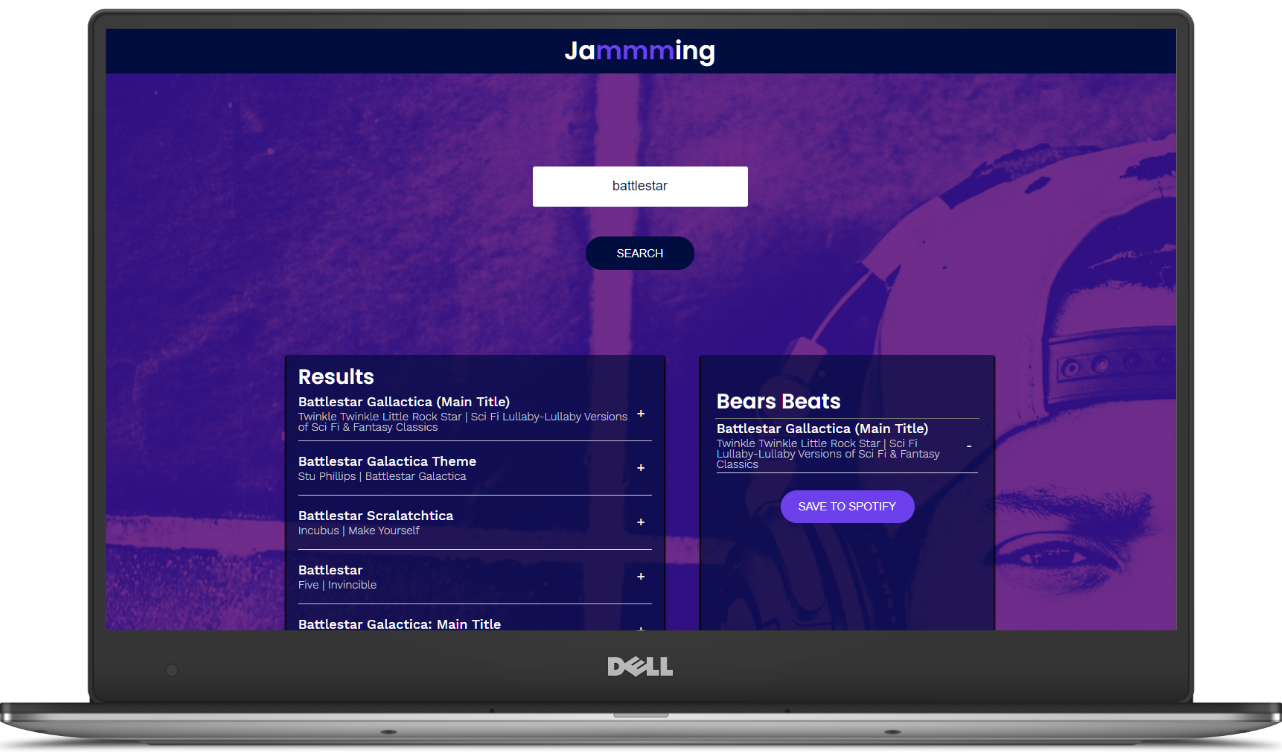 Jammming
battlestar
SEARCH
Results
Battlestar Gallactica (Main Title)
Twinkle Twinkle Little Rock Star | Sci Fi Lullaby-Lullaby Versions
of Sci Fi & Fantasy Classics
+
Battlestar Galactica Theme
Stu Phillips | Battlestar Galactica
+
Battlestar Scralatchtica
Incubus | Make Yourself
+
Battlestar
Five | Invincible
+
Battlestar Galactica: Main Title
+
Bears Beats
Battlestar Gallactica (Main Title)
Twinkle Twinkle Little Rock Star | Sci Fi
Lullaby-Lullaby Versions of Sci Fi & Fantasy
Classics
-
SAVE TO SPOTIFY
DELL